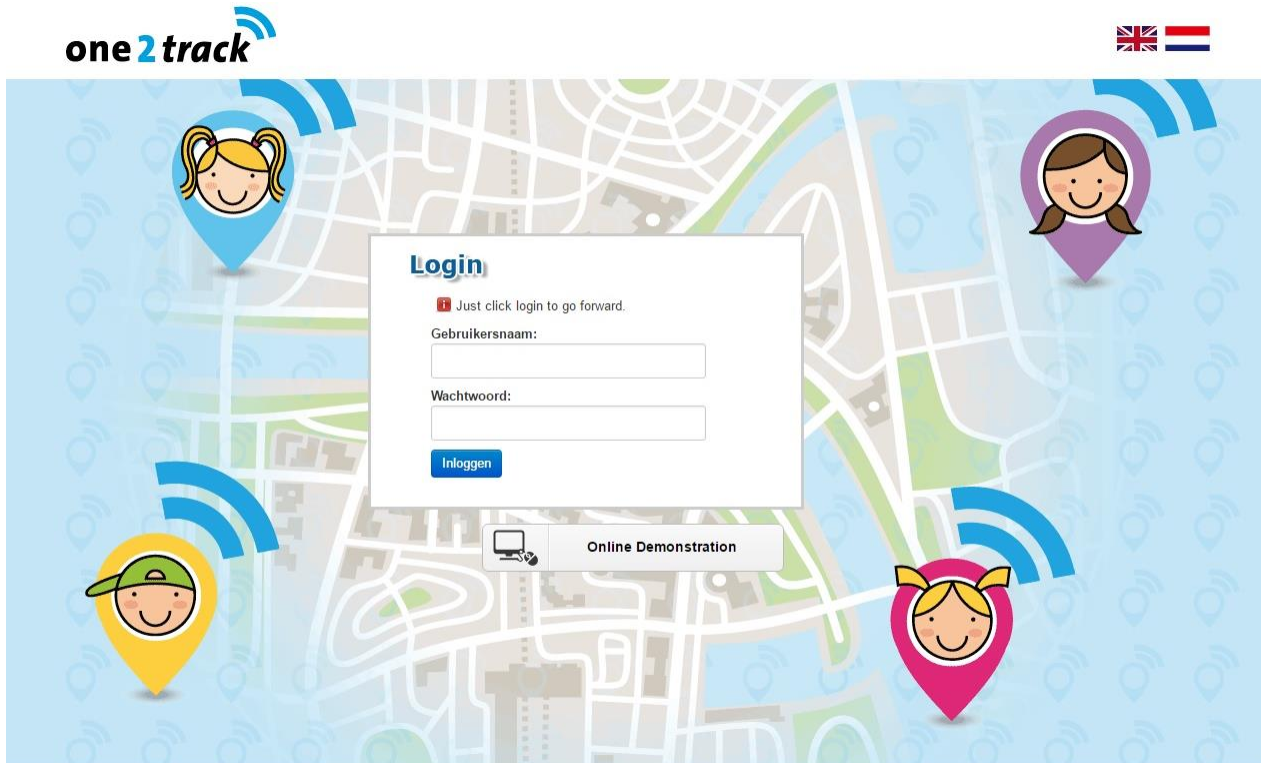 one2track
Login
Just click login to go forward.
Gebruikersnaam:
Wachtwoord:
Inloggen
Online Demonstration